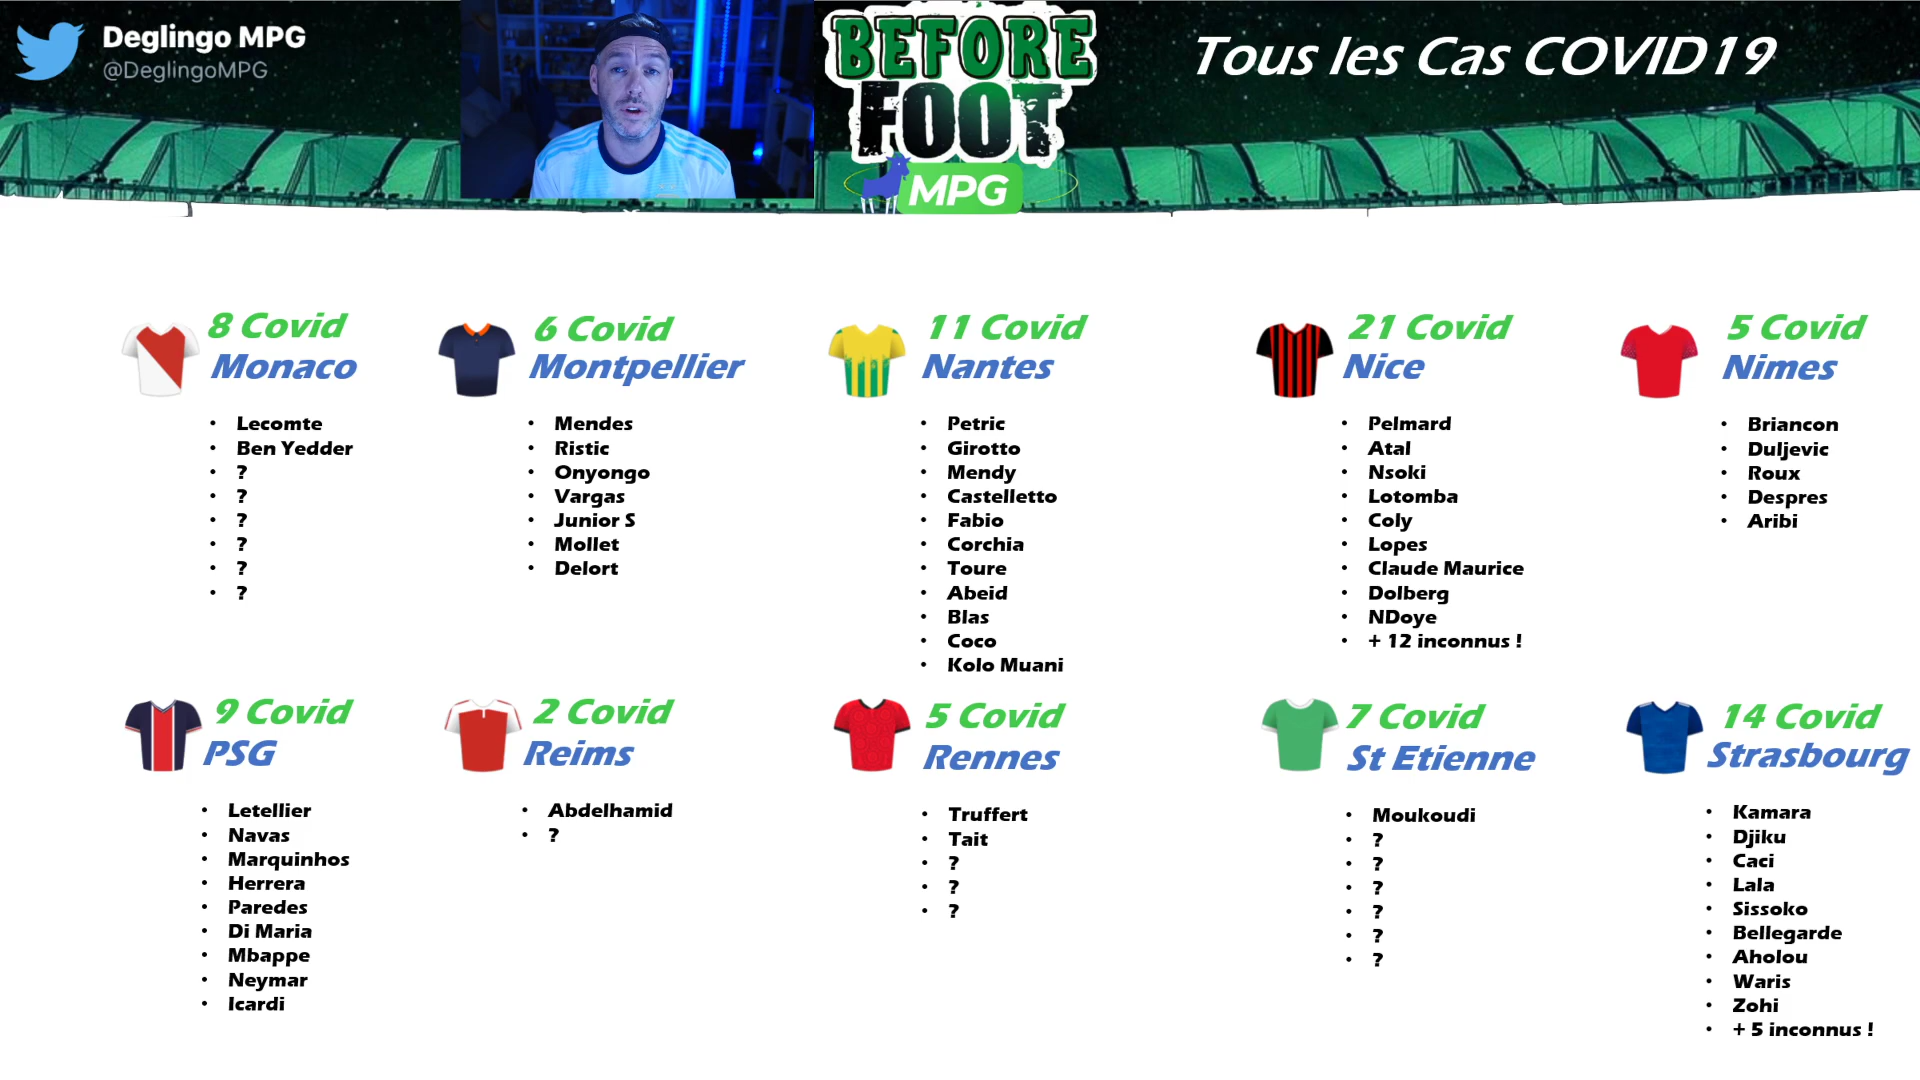 Deglingo MPG
@DeglingoMPG
BEFORE
FOOT
MPG
Tous les Cas COVID19
8 Covid
Monaco
• Lecomte
• Ben Yedder
• ?
• ?
• ?
• ?
• ?
• ?
6 Covid
Montpellier
• Mendes
• Ristic
• Onyongo
• Vargas
• Junior S
• Mollet
• Delort
11 Covid
Nantes
• Petric
• Girotto
• Mendy
• Castelletto
• Fabio
• Corchia
• Toure
• Abeid
• Blas
• Coco
• Kolo Muani
21 Covid
Nice
• Pelmard
• Atal
• Nsoki
• Lotomba
• Coly
• Lopes
• Claude Maurice
• Dolberg
• NDoye
• + 12 inconnus !
5 Covid
Nimes
• Briancon
• Duljevic
• Roux
• Despres
• Aribi
9 Covid
PSG
• Letellier
• Navas
• Marquinhos
• Herrera
• Paredes
• Di Maria
• Mbappe
• Neymar
• Icardi
2 Covid
Reims
• Abdelhamid
• ?
5 Covid
Rennes
• Truffert
• Tait
• ?
• ?
• ?
7 Covid
St Etienne
• Moukoudi
• ?
• ?
• ?
• ?
• ?
• ?
14 Covid
Strasbourg
• Kamara
• Djiku
• Caci
• Lala
• Sissoko
• Bellegarde
• Aholou
• Waris
• Zohi
• + 5 inconnus !